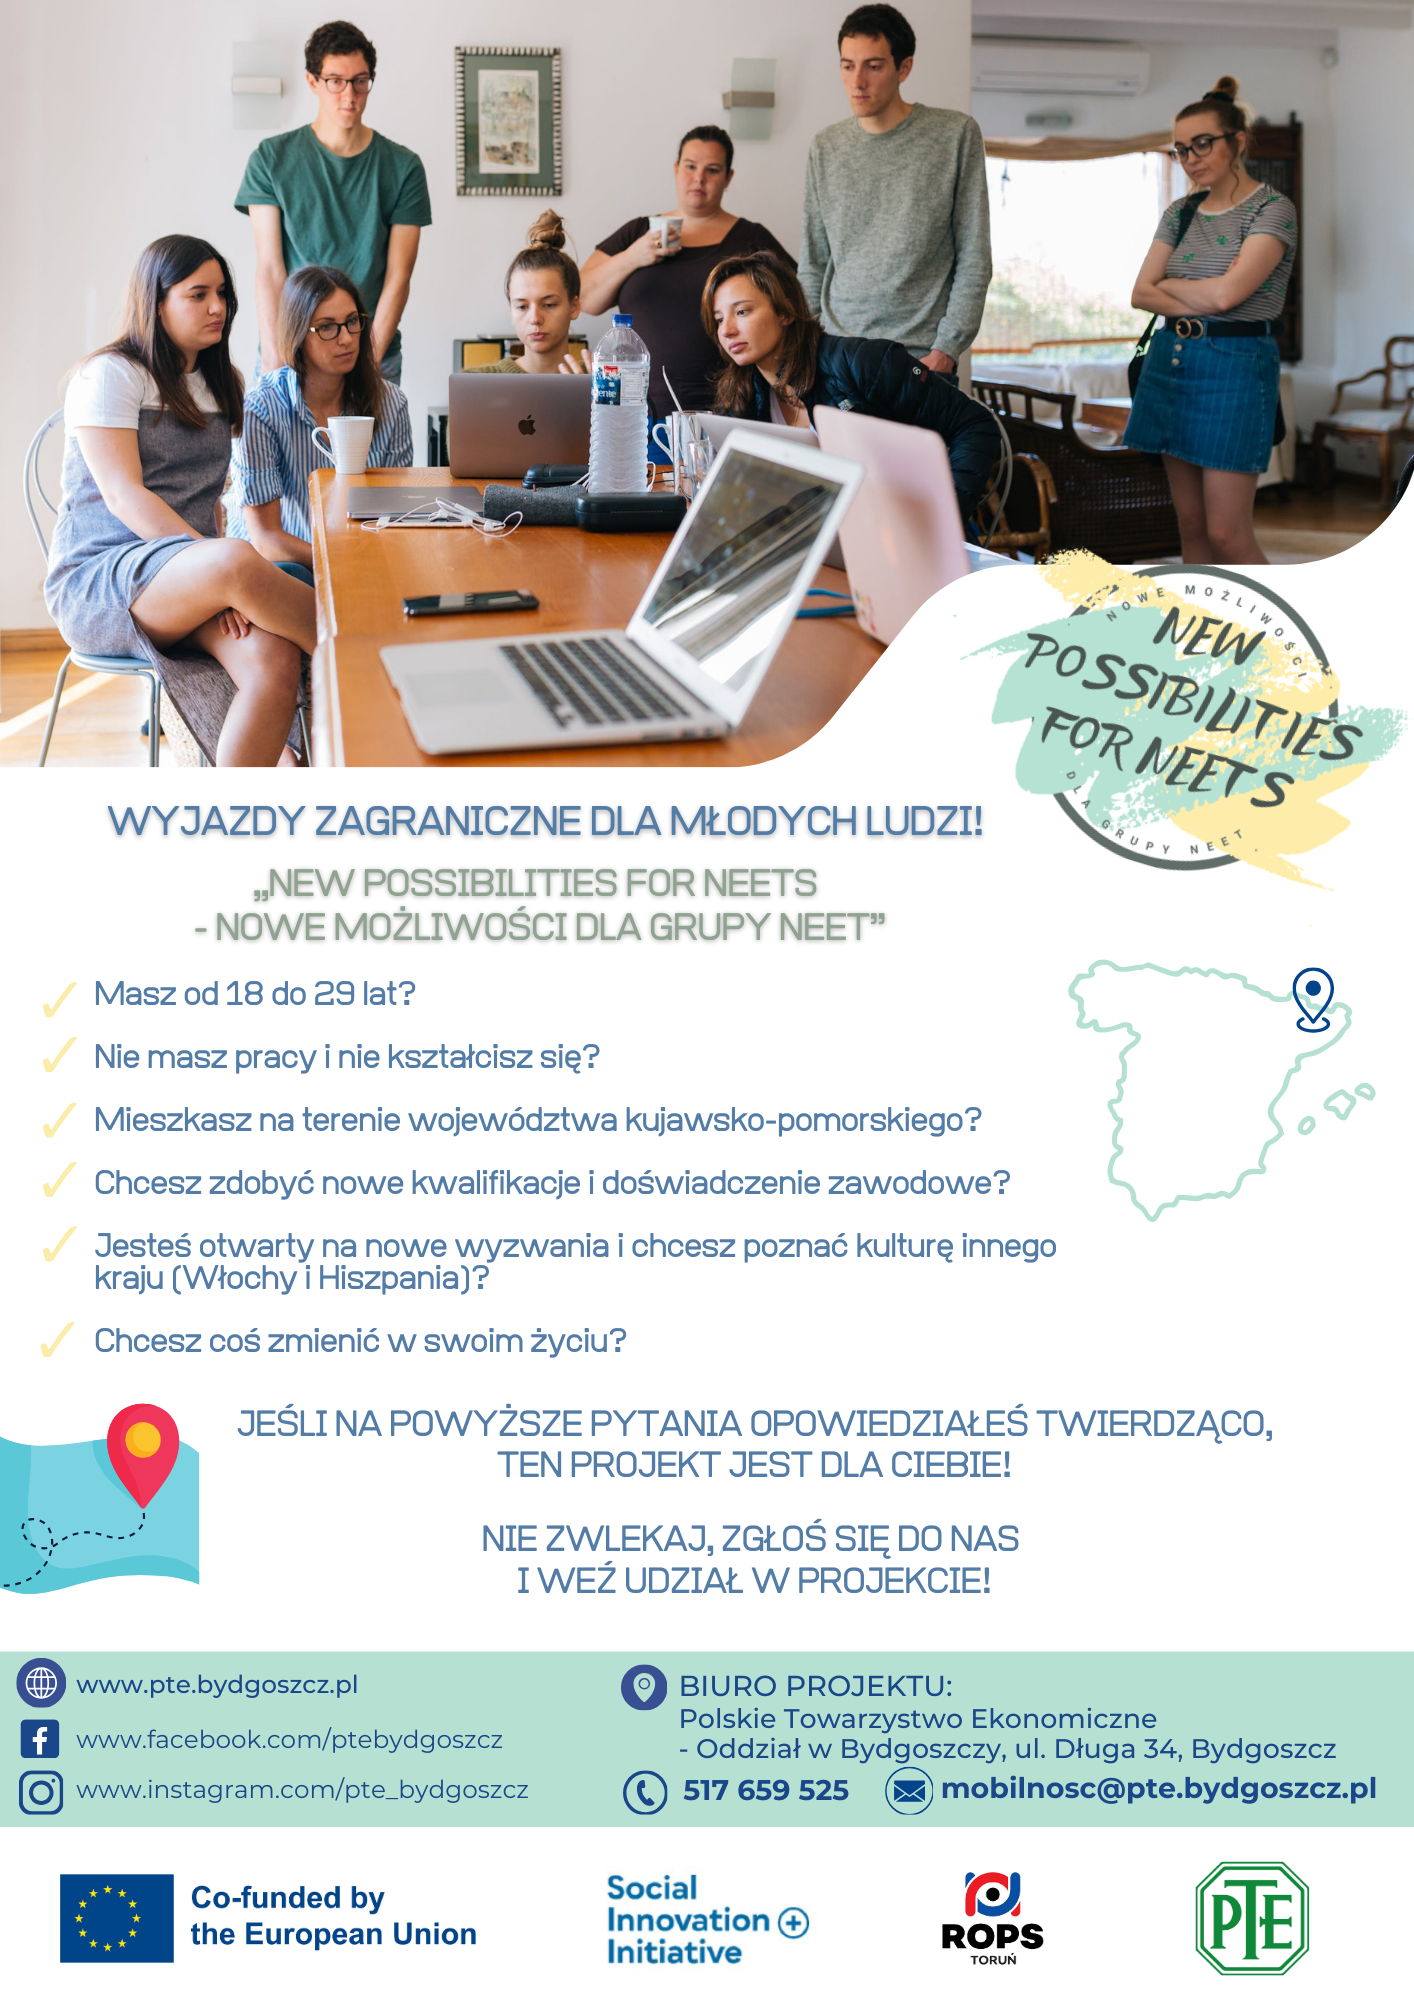 NOWE MOŻLIWOŚCI
NEW
POSSIBILITIES
FOR NEETS
DLA GRUPY NEET
WYJAZDY ZAGRANICZNE DLA MŁODYCH LUDZI!
„NEW POSSIBILITIES FOR NEETS
- NOWE MOŻLIWOŚCI DLA GRUPY NEET”
Masz od 18 do 29 lat?
Nie masz pracy i nie kształcisz się?
Mieszkasz na terenie województwa kujawsko-pomorskiego?
Chcesz zdobyć nowe kwalifikacje i doświadczenie zawodowe?
Jesteś otwarty na nowe wyzwania i chcesz poznać kulturę innego
kraju (Włochy i Hiszpania)?
Chcesz coś zmienić w swoim życiu?
JEŚLI NA POWYŻSZE PYTANIA OPOWIEDZIAŁEŚ TWIERDZĄCO,
TEN PROJEKT JEST DLA CIEBIE!
NIE ZWLEKAJ, ZGŁOŚ SIĘ DO NAS
I WEŹ UDZIAŁ W PROJEKCIE!
www.pte.bydgoszcz.pl
www.facebook.com/ptebydgoszcz
www.instagram.com/pte_bydgoszcz
BIURO PROJEKTU:
Polskie Towarzystwo Ekonomiczne
- Oddział w Bydgoszczy, ul. Długa 34, Bydgoszcz
517 659 525
mobilnosc@pte.bydgoszcz.pl
Co-funded by
the European Union
Social
Innovation
Initiative
ROPS
TORUŃ
PTE